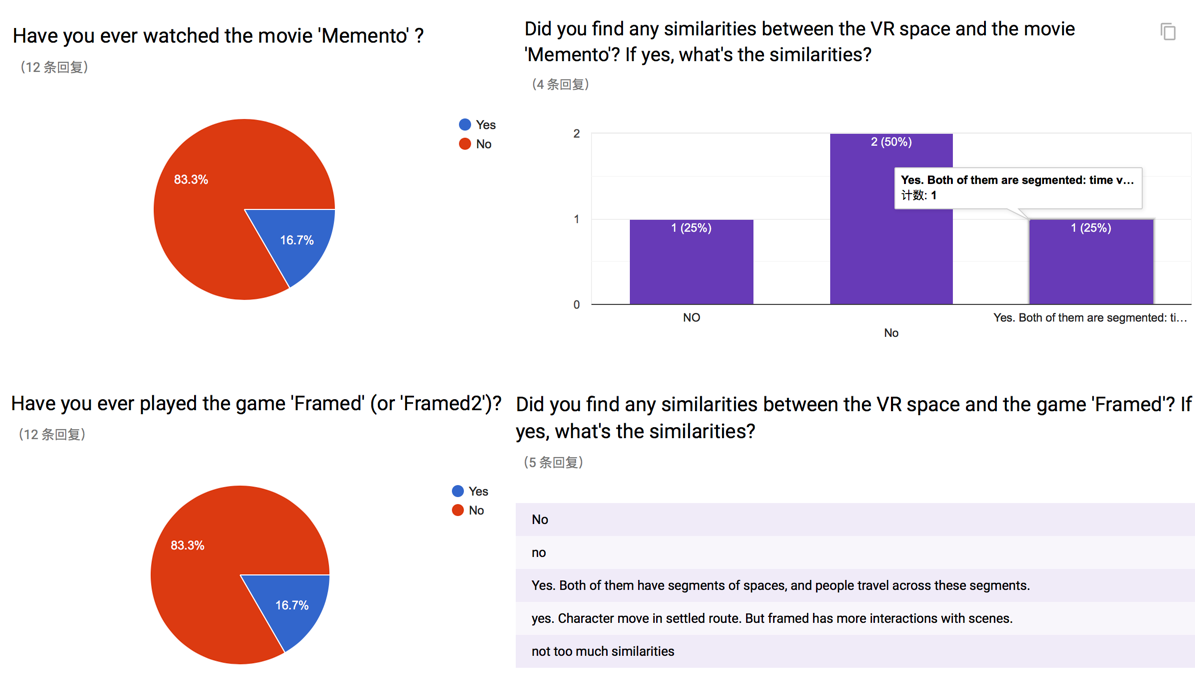 Have you ever watched the movie 'Memento' ?
(12 条回复)
Yes
No
83.3%
16.7%
Did you find any similarities between the VR space and the movie
'Memento'? If yes, what's the similarities?
(4 条回复)
2
1
0
1 (25%)
2 (50%)
Yes. Both of them are segmented: time v…
计数: 1
1 (25%)
NO
No
Yes. Both of them are segmented: ti…
Have you ever played the game 'Framed' (or 'Framed2')?
(12 条回复)
Yes
No
83.3%
16.7%
Did you find any similarities between the VR space and the game 'Framed'? If
yes, what's the similarities?
(5 条回复)
No
no
Yes. Both of them have segments of spaces, and people travel across these segments.
yes. Character move in settled route. But framed has more interactions with scenes.
not too much similarities